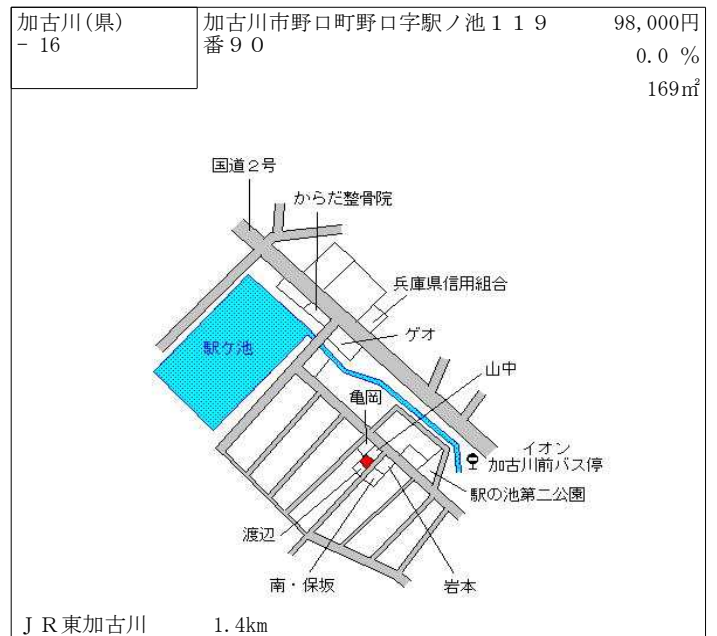 加古川(県)
- 16
加古川市野口町野口字駅ノ池１１９
番９０
98,000円
0.0 %
169㎡
国道２号
からだ整骨院
兵庫県信用組合
ゲオ
駅ケ池
山中
亀岡
イオン
加古川前バス停
駅の池第二公園
渡辺
南・保坂
岩本
ＪＲ東加古川
1.4km